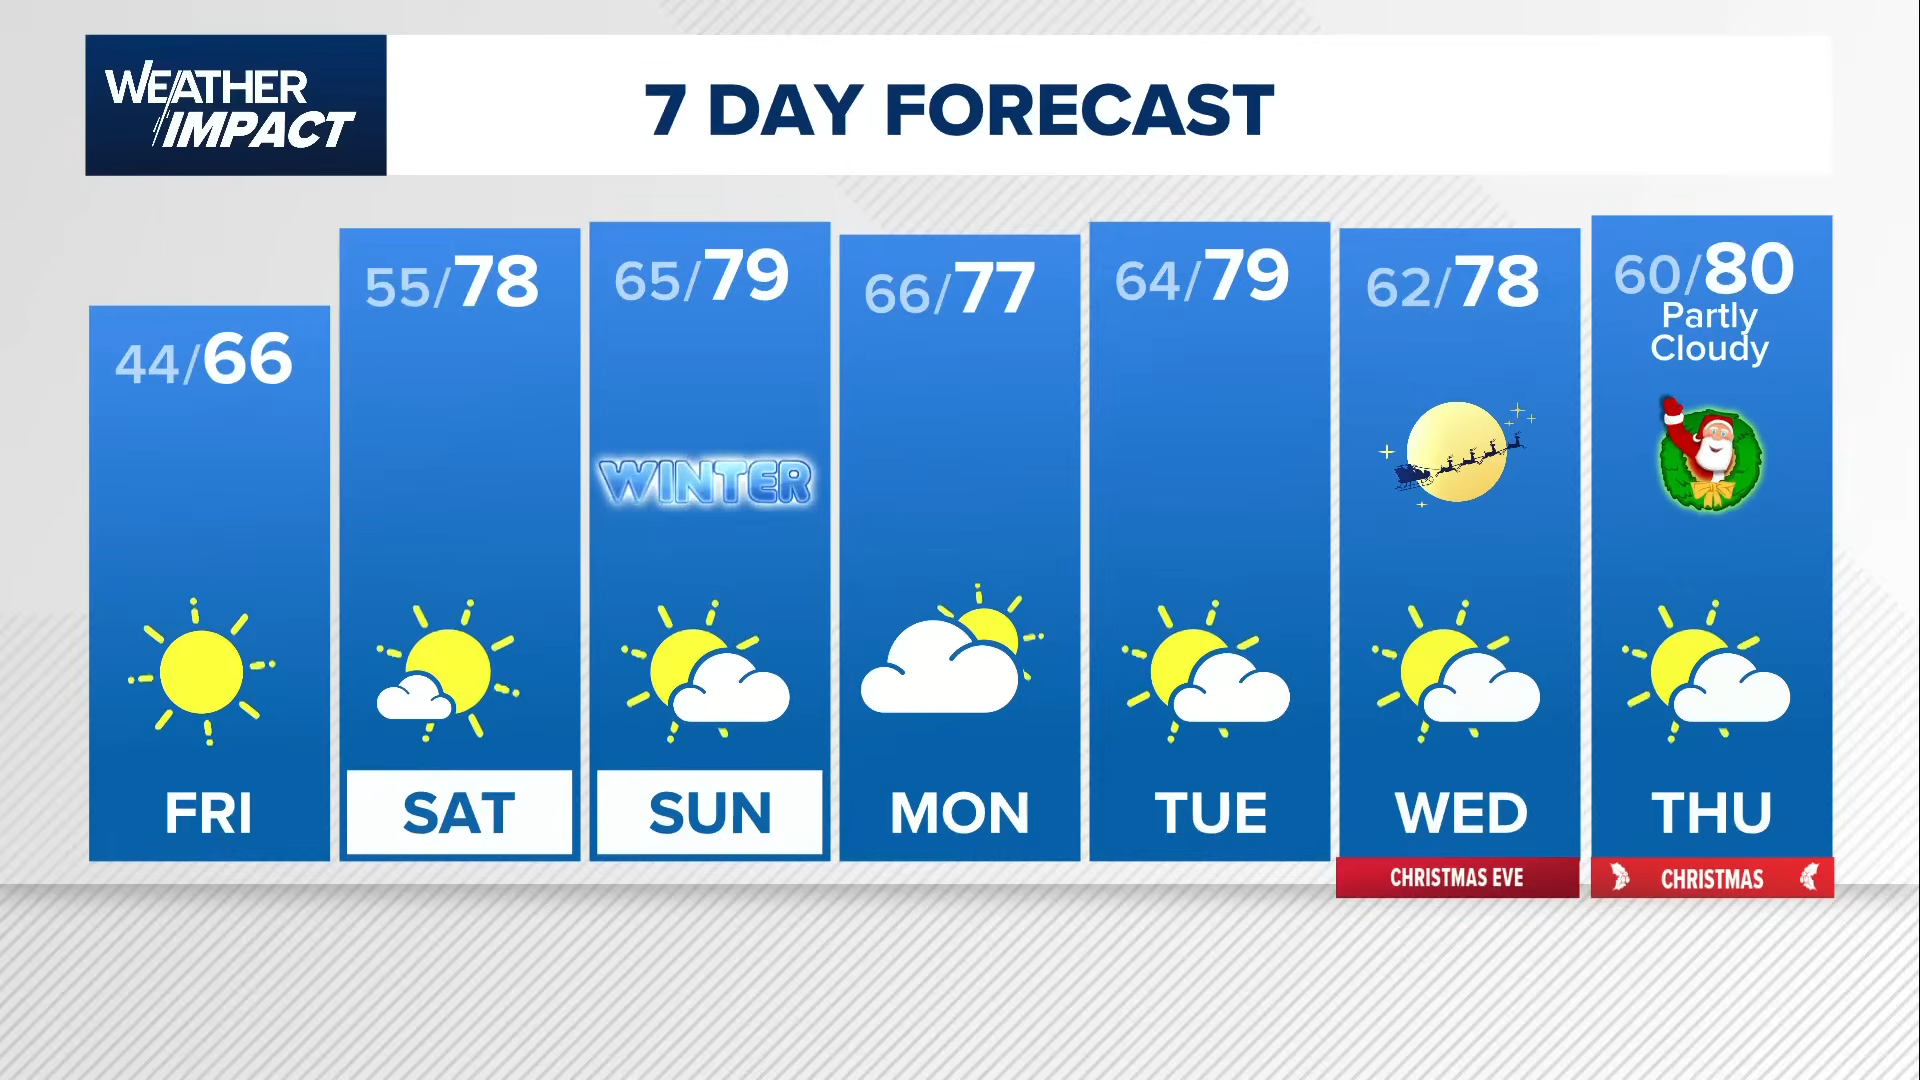 WEATHER
IMPACT
7 DAY FORECAST
44/66
FRI
55/78
SAT
65/79
WINTER
SUN
66/77
MON
64/79
TUE
62/78
WED
CHRISTMAS EVE
60/80
Partly
Cloudy
THU
CHRISTMAS